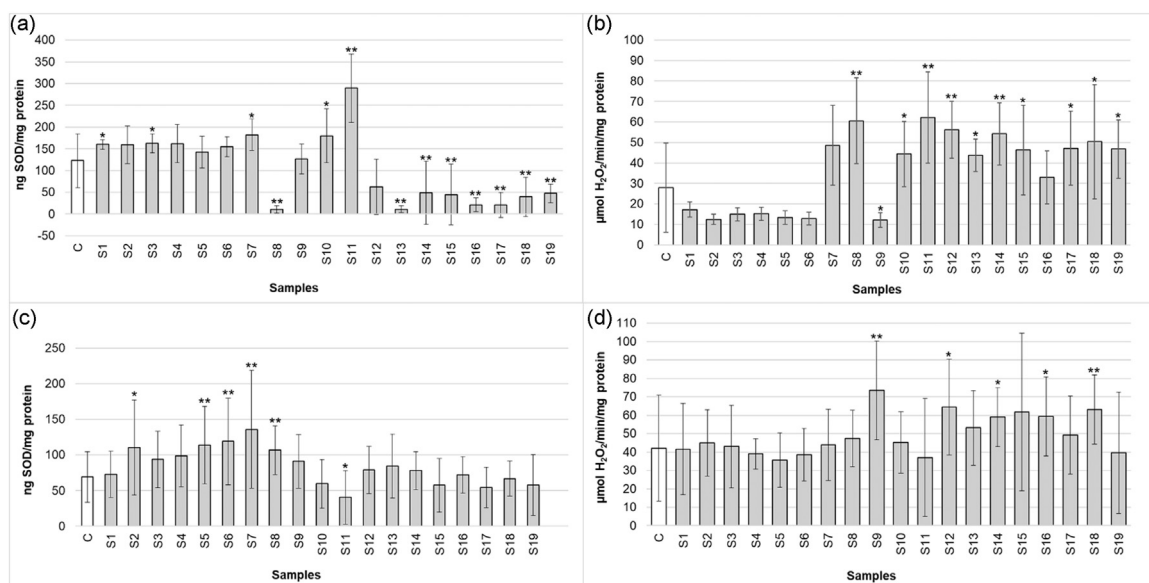 (a)
400
350
300
250
200
150
100
50
0
-50
ng SOD/mg protein
* * * ** * ** ** ** ** ** ** ** **
C S1 S2 S3 S4 S5 S6 S7 S8 S9 S10 S11 S12 S13 S14 S15 S16 S17 S18 S19
Samples
(b)
100
90
80
70
60
50
40
30
20
10
0
µmol H₂O₂/min/mg protein
** * * ** ** * ** * * * *
C S1 S2 S3 S4 S5 S6 S7 S8 S9 S10 S11 S12 S13 S14 S15 S16 S17 S18 S19
Samples
(c)
250
200
150
100
50
0
ng SOD/mg protein
* ** ** ** ** *
C S1 S2 S3 S4 S5 S6 S7 S8 S9 S10 S11 S12 S13 S14 S15 S16 S17 S18 S19
Samples
(d)
110
100
90
80
70
60
50
40
30
20
10
0
µmol H₂O₂/min/mg protein
** * * * **
C S1 S2 S3 S4 S5 S6 S7 S8 S9 S10 S11 S12 S13 S14 S15 S16 S17 S18 S19
Samples